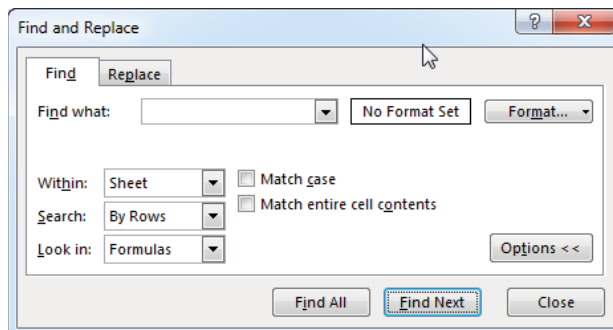 Find and Replace
Find Replace
Find what: No Format Set Format...
Within: Sheet Match case
Match entire cell contents
Search: By Rows
Look in: Formulas
Options <<
Find All Find Next Close